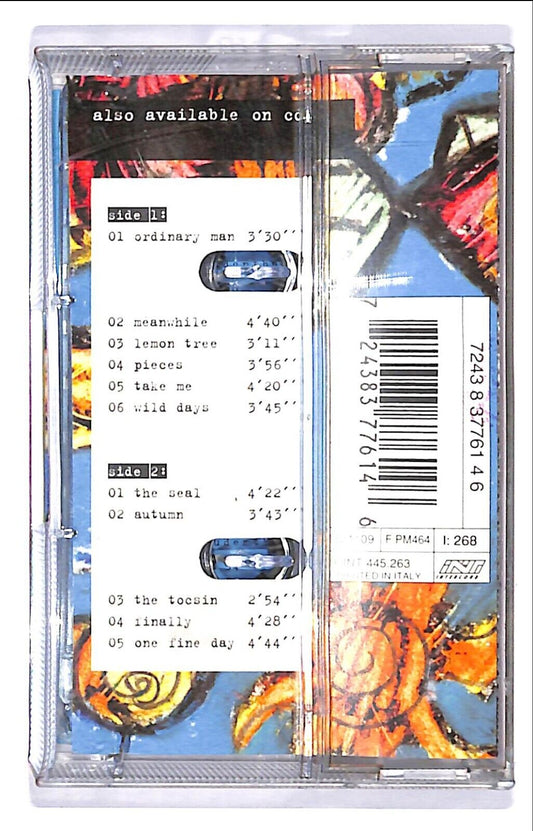 also available on
side 1:
01 ordinary man 3'30''
02 meanwhile 4'40''
03 lemon tree 3'11''
04 pieces 3'56''
05 take me 4'20''
06 wild days 3'45''
side 2:
01 the seal 4'22''
02 autumn 3'43''
03 the tocsin 2'54''
04 finally 4'28''
05 one fine day 4'44''
7 24383 77614 6
7243 8 37761 4 6
F PM464
I: 268
445.263
IN ITALY
INT
INTERCORD